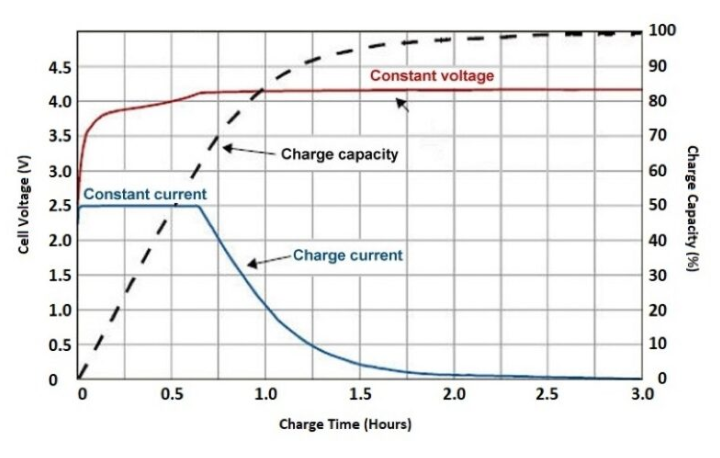 100
90
80
70
60
50
40
30
20
10
0
Charge Capacity (%)
4.5
4.0
3.5
3.0
2.5
2.0
1.5
1.0
0.5
0
Cell Voltage (V)
Constant voltage
Charge capacity
Constant current
Charge current
0 0.5 1.0 1.5 2.0 2.5 3.0
Charge Time (Hours)